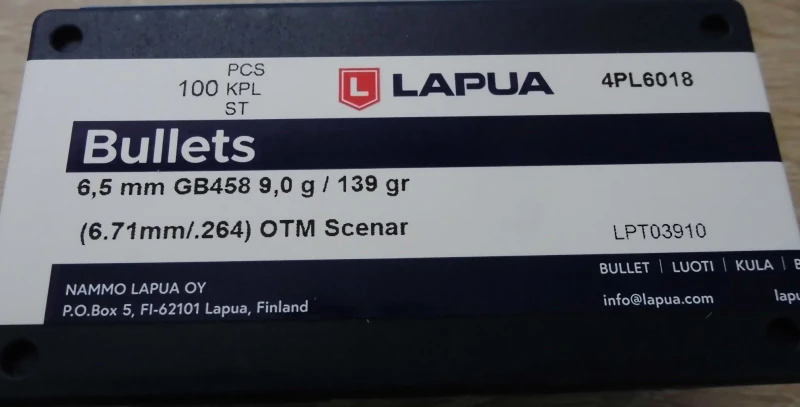 100 PCS
KPL
ST
L LAPUA
4PL6018
Bullets
6,5 mm GB458 9,0 g / 139 gr
(6.71mm/.264) OTM Scenar
LPT03910
BULLET | LUOTI | KULA |
NAMMO LAPUA OY
P.O.Box 5, FI-62101 Lapua, Finland
info@lapua.com